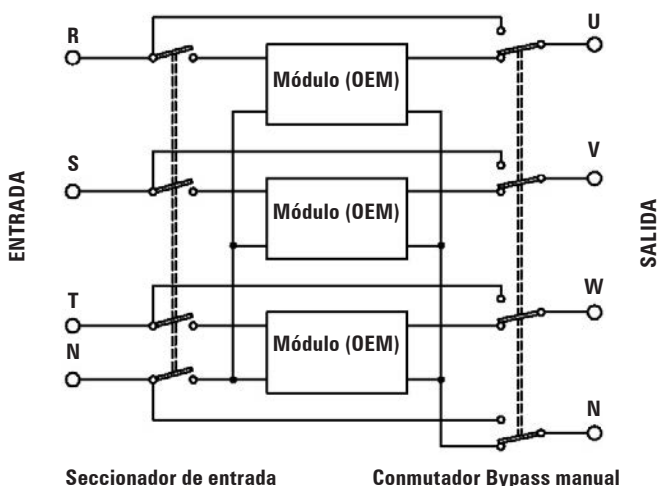 R
U
Módulo (OEM)
S
V
Módulo (OEM)
ENTRADA
SALIDA
T
W
N
Módulo (OEM)
N
Seccionador de entrada
Conmutador Bypass manual